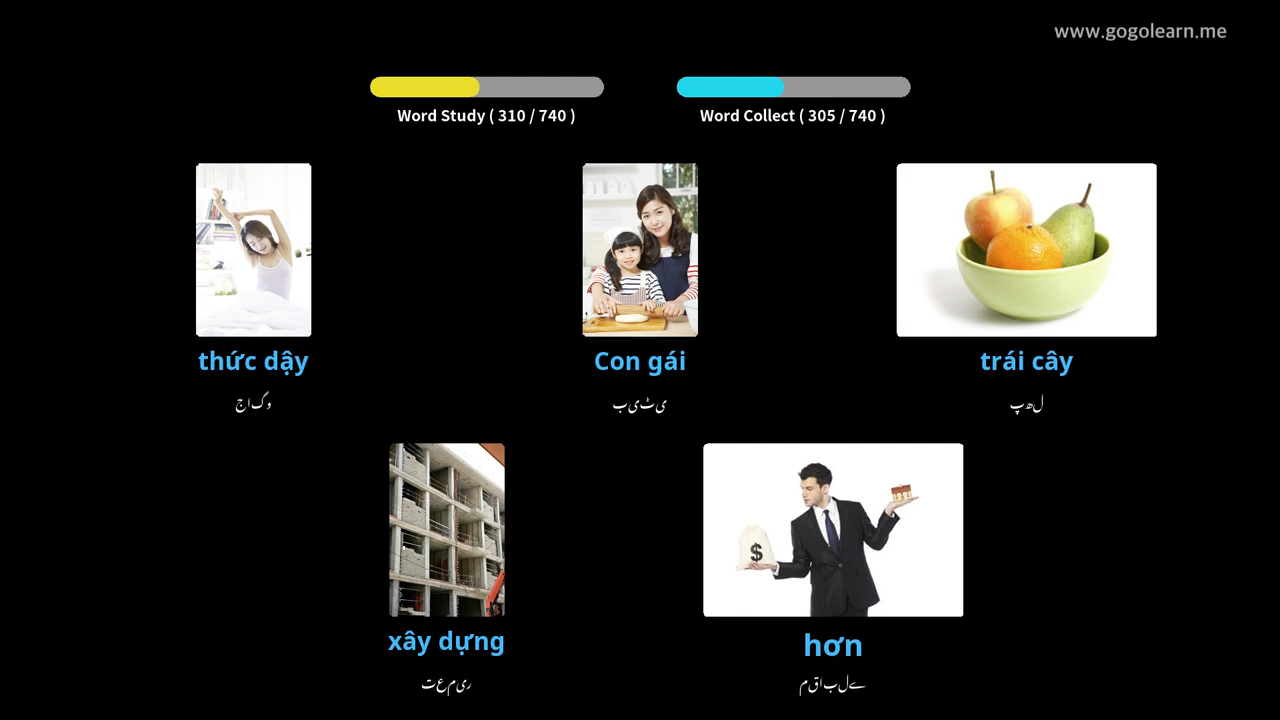 www.gogolearn.me
Word Study ( 310 / 740 )
Word Collect ( 305 / 740 )
thức dậy
جاگو
Con gái
بیٹی
trái cây
پھل
xây dựng
تعمیر
hơn
مقابلے
$